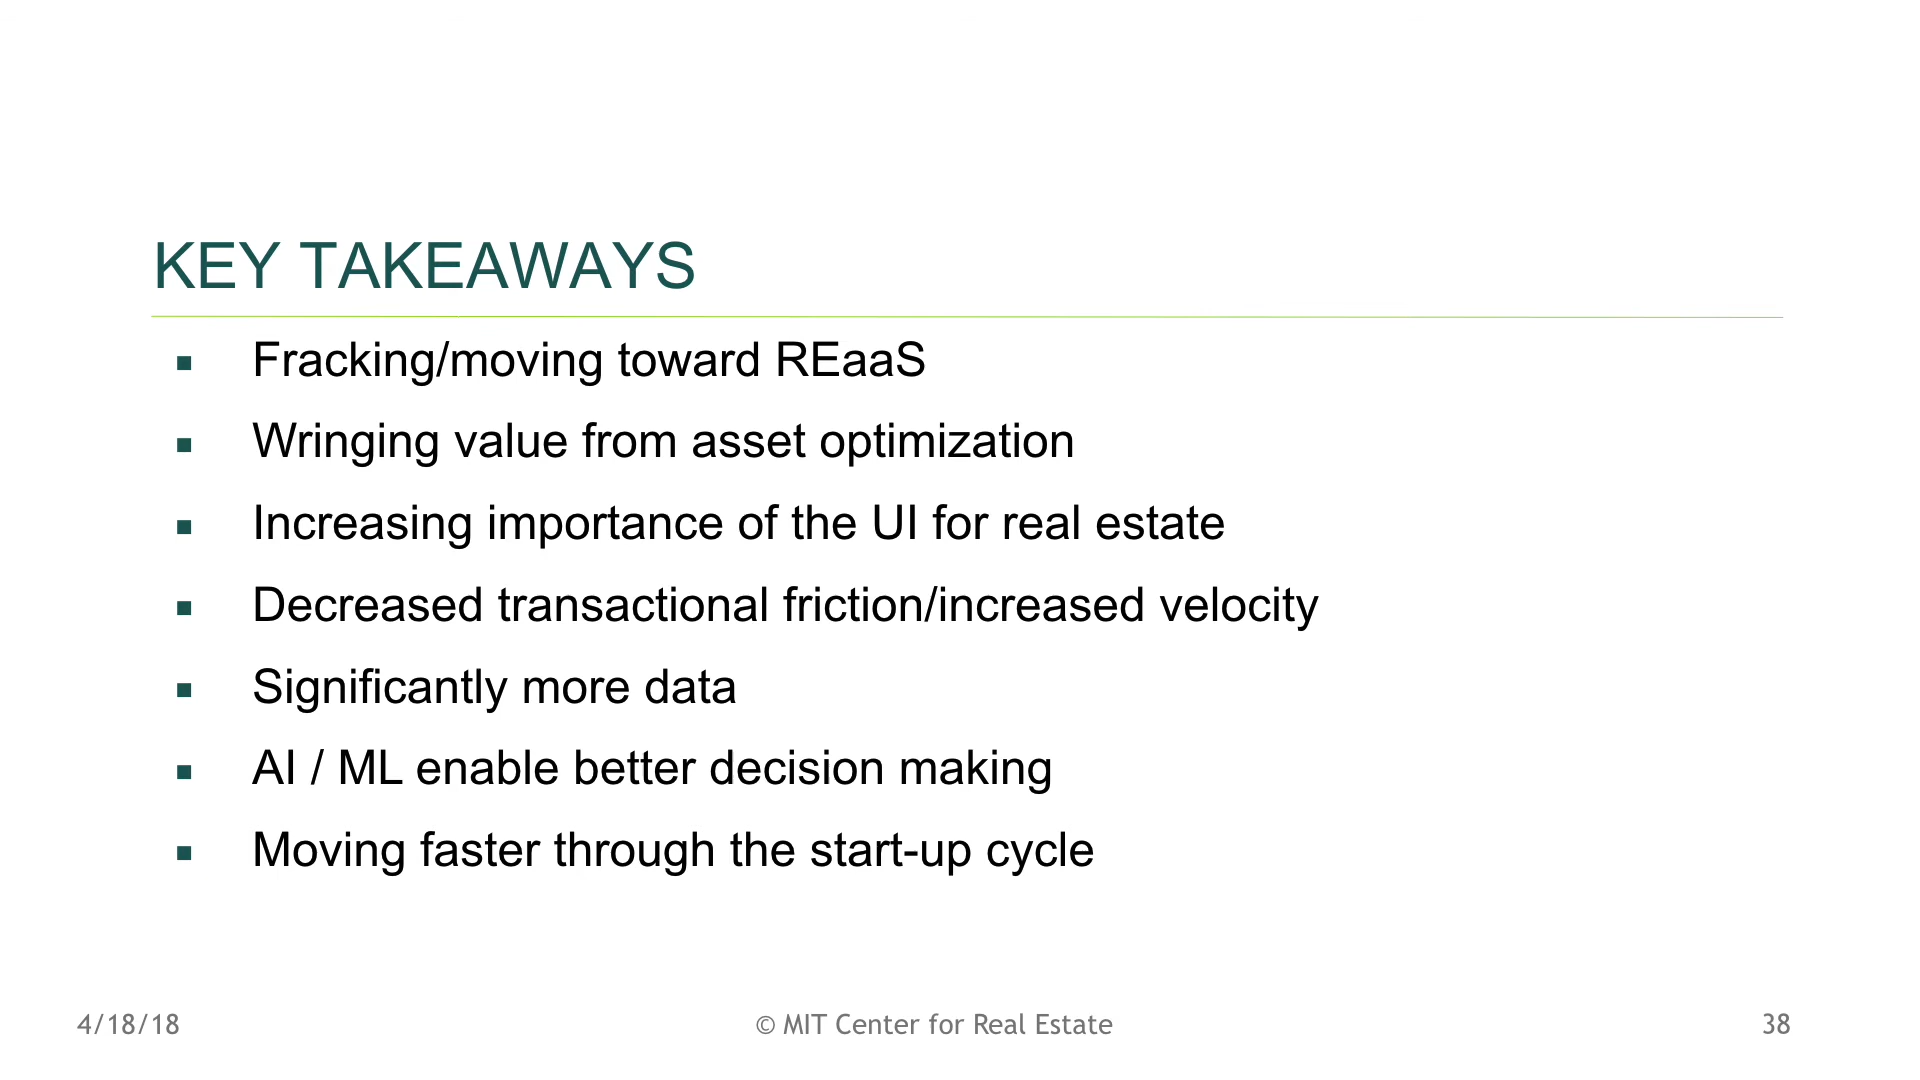 KEY TAKEAWAYS
▪ Fracking/moving toward REaaS
▪ Wringing value from asset optimization
▪ Increasing importance of the UI for real estate
▪ Decreased transactional friction/increased velocity
▪ Significantly more data
▪ AI / ML enable better decision making
▪ Moving faster through the start-up cycle
4/18/18
© MIT Center for Real Estate
38